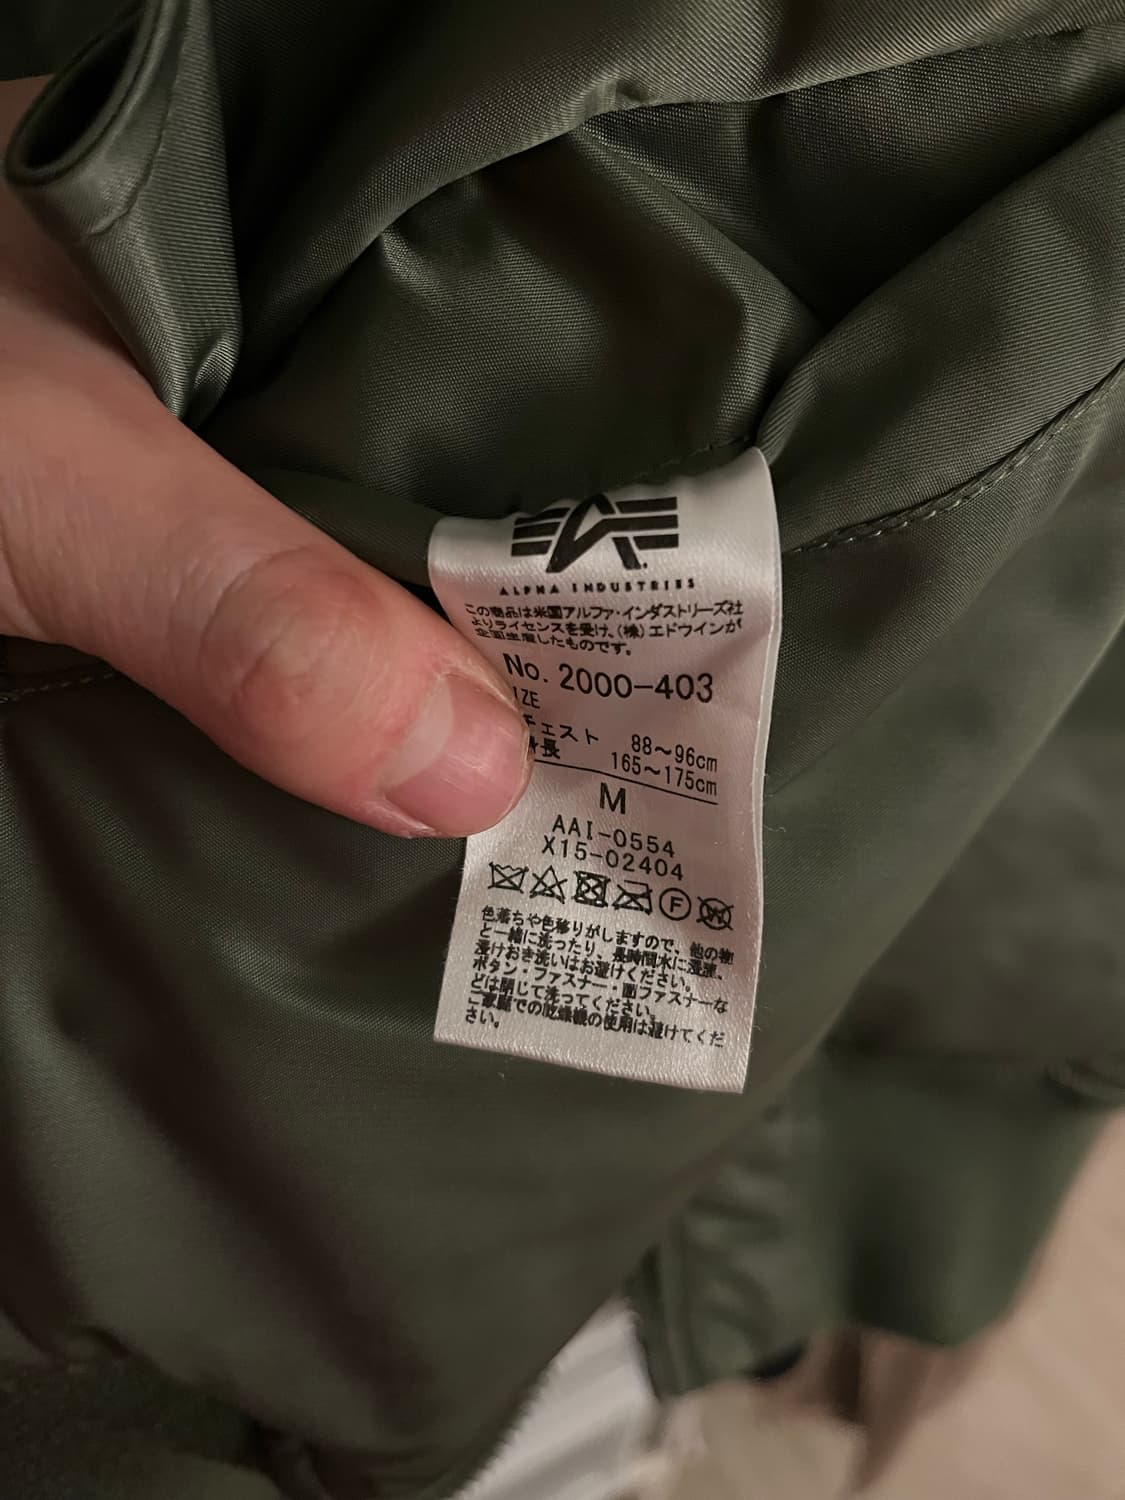 ALPHA INDUSTRIES
この商品は米国アルファ・インダストリーズ社
よりライセンスを受け、(株)エドウインが
企画生産したものです。
No. 2000-403
IZE
チェスト 88〜96cm
身長 165〜175cm
M
AAI-0554
X15-02404
F W
色落ちや色移りがしますので、他の物
と一緒に洗ったり、長時間水に浸漬、
浸けおき洗いはお避けください。
ボタン・ファスナー・面ファスナーな
どは閉じて洗ってください。
ご家庭での乾燥機の使用は避けてくだ
さい。